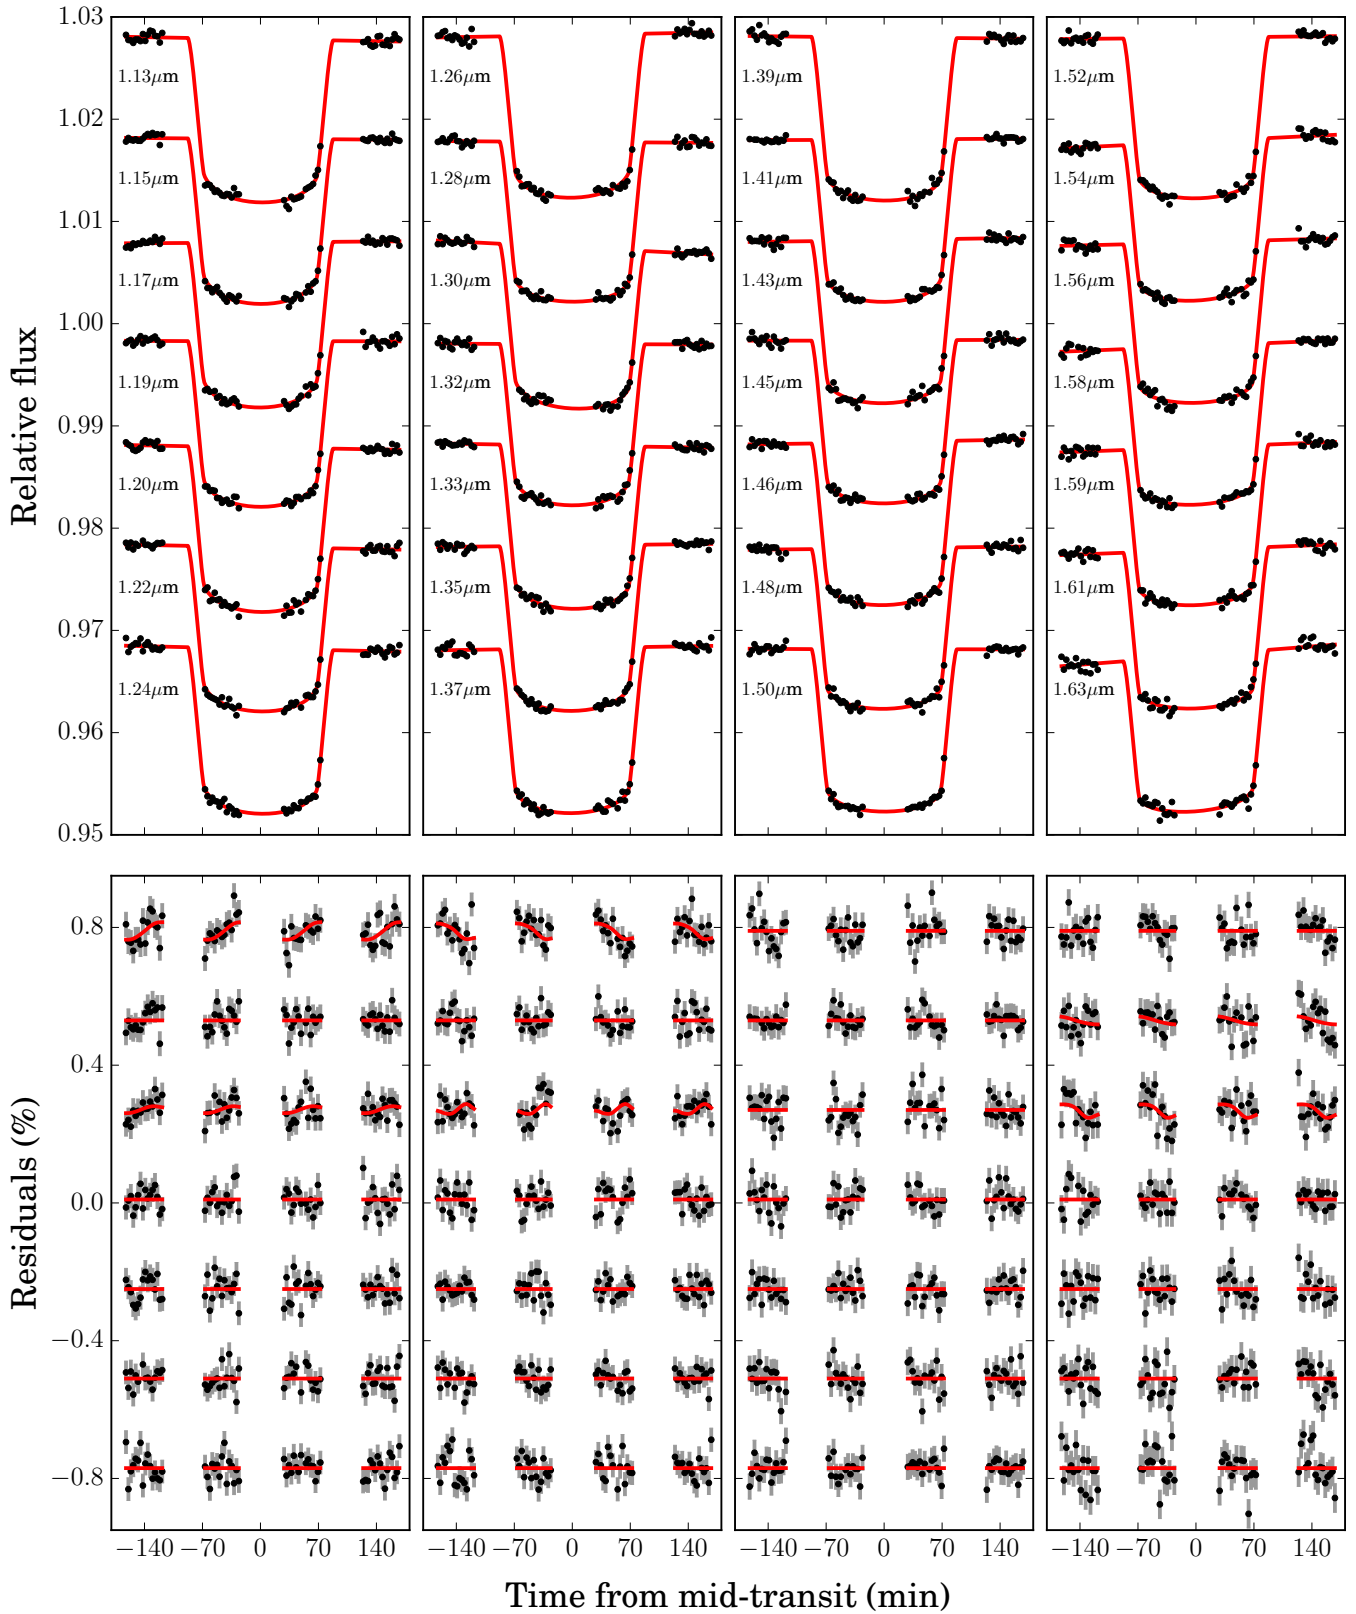 1.03
1.02
1.01
1.00
0.99
0.98
0.97
0.96
0.95
Relative flux
1.13μm
1.15μm
1.17μm
1.19μm
1.20μm
1.22μm
1.24μm
1.26μm
1.28μm
1.30μm
1.32μm
1.33μm
1.35μm
1.37μm
1.39μm
1.41μm
1.43μm
1.45μm
1.46μm
1.48μm
1.50μm
1.52μm
1.54μm
1.56μm
1.58μm
1.59μm
1.61μm
1.63μm
0.8
0.4
0.0
−0.4
−0.8
Residuals (%)
−140 −70 0 70 140 −140 −70 0 70 140 −140 −70 0 70 140 −140 −70 0 70 140
Time from mid-transit (min)